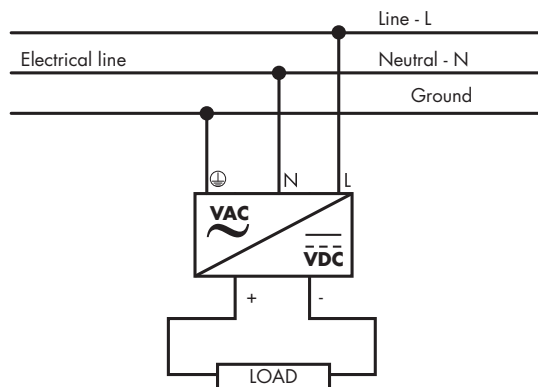 Line - L
Electrical line
Neutral - N
Ground
N
L
VAC
VDC
+
-
LOAD